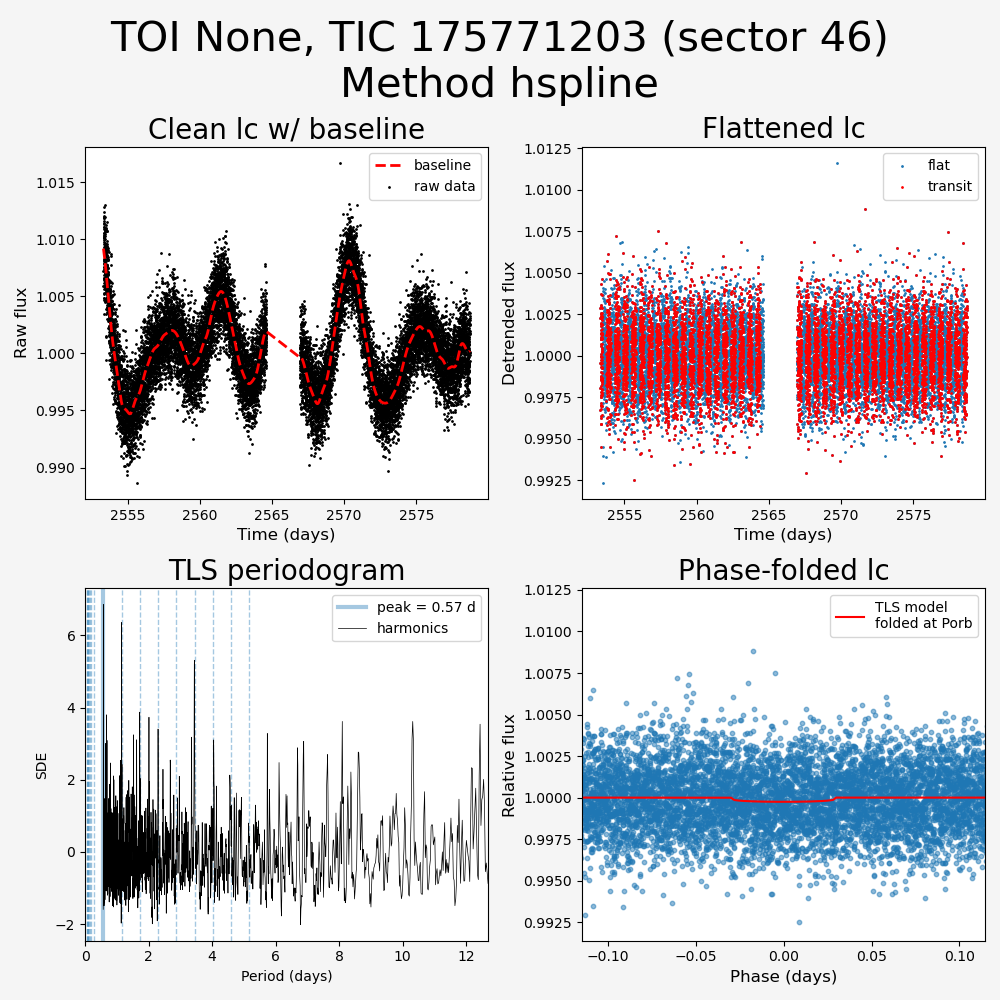 TOI None, TIC 175771203 (sector 46)
Method hspline
Clean lc w/ baseline
baseline
raw data
1.015
1.010
1.005
1.000
0.995
0.990
Raw flux
2555
2560
2565
2570
2575
Time (days)
Flattened lc
flat
transit
1.0125
1.0100
1.0075
1.0050
1.0025
1.0000
0.9975
0.9950
0.9925
Detrended flux
2555
2560
2565
2570
2575
Time (days)
TLS periodogram
peak = 0.57 d
harmonics
6
4
2
0
−2
SDE
0
2
4
6
8
10
12
Period (days)
Phase-folded lc
TLS model
folded at Porb
1.0125
1.0100
1.0075
1.0050
1.0025
1.0000
0.9975
0.9950
0.9925
Relative flux
−0.10
−0.05
0.00
0.05
0.10
Phase (days)